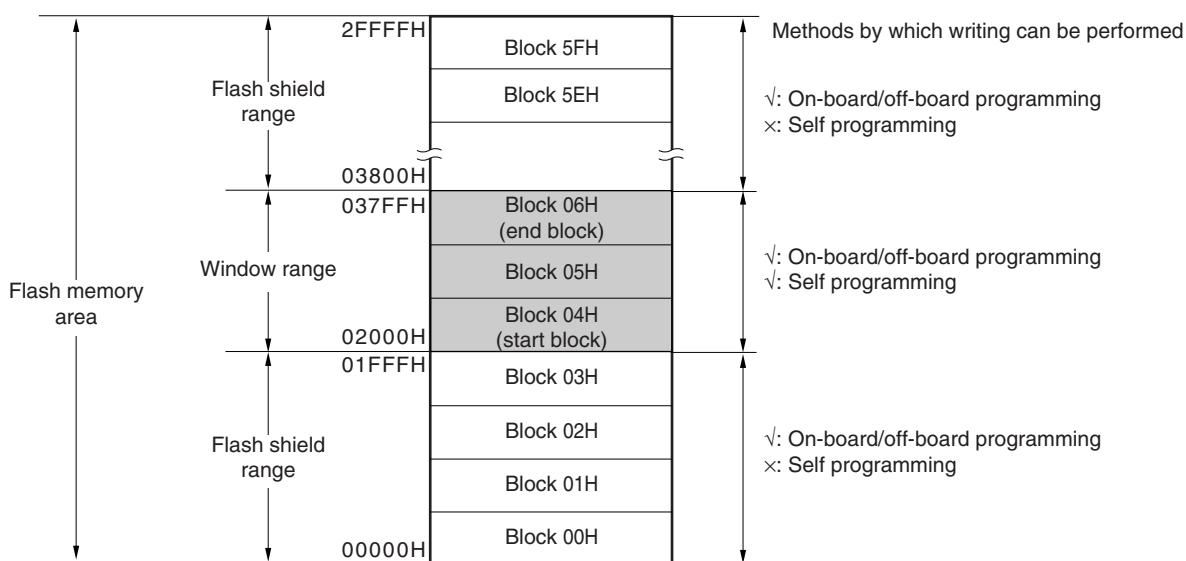 2FFFFH
Block 5FH
Methods by which writing can be performed
Flash shield
range
Block 5EH
√: On-board/off-board programming
×: Self programming
03800H
037FFH
Block 06H
(end block)
Window range
Block 05H
√: On-board/off-board programming
√: Self programming
Flash memory
area
Block 04H
(start block)
02000H
01FFFH
Block 03H
Flash shield
range
Block 02H
√: On-board/off-board programming
×: Self programming
Block 01H
Block 00H
00000H